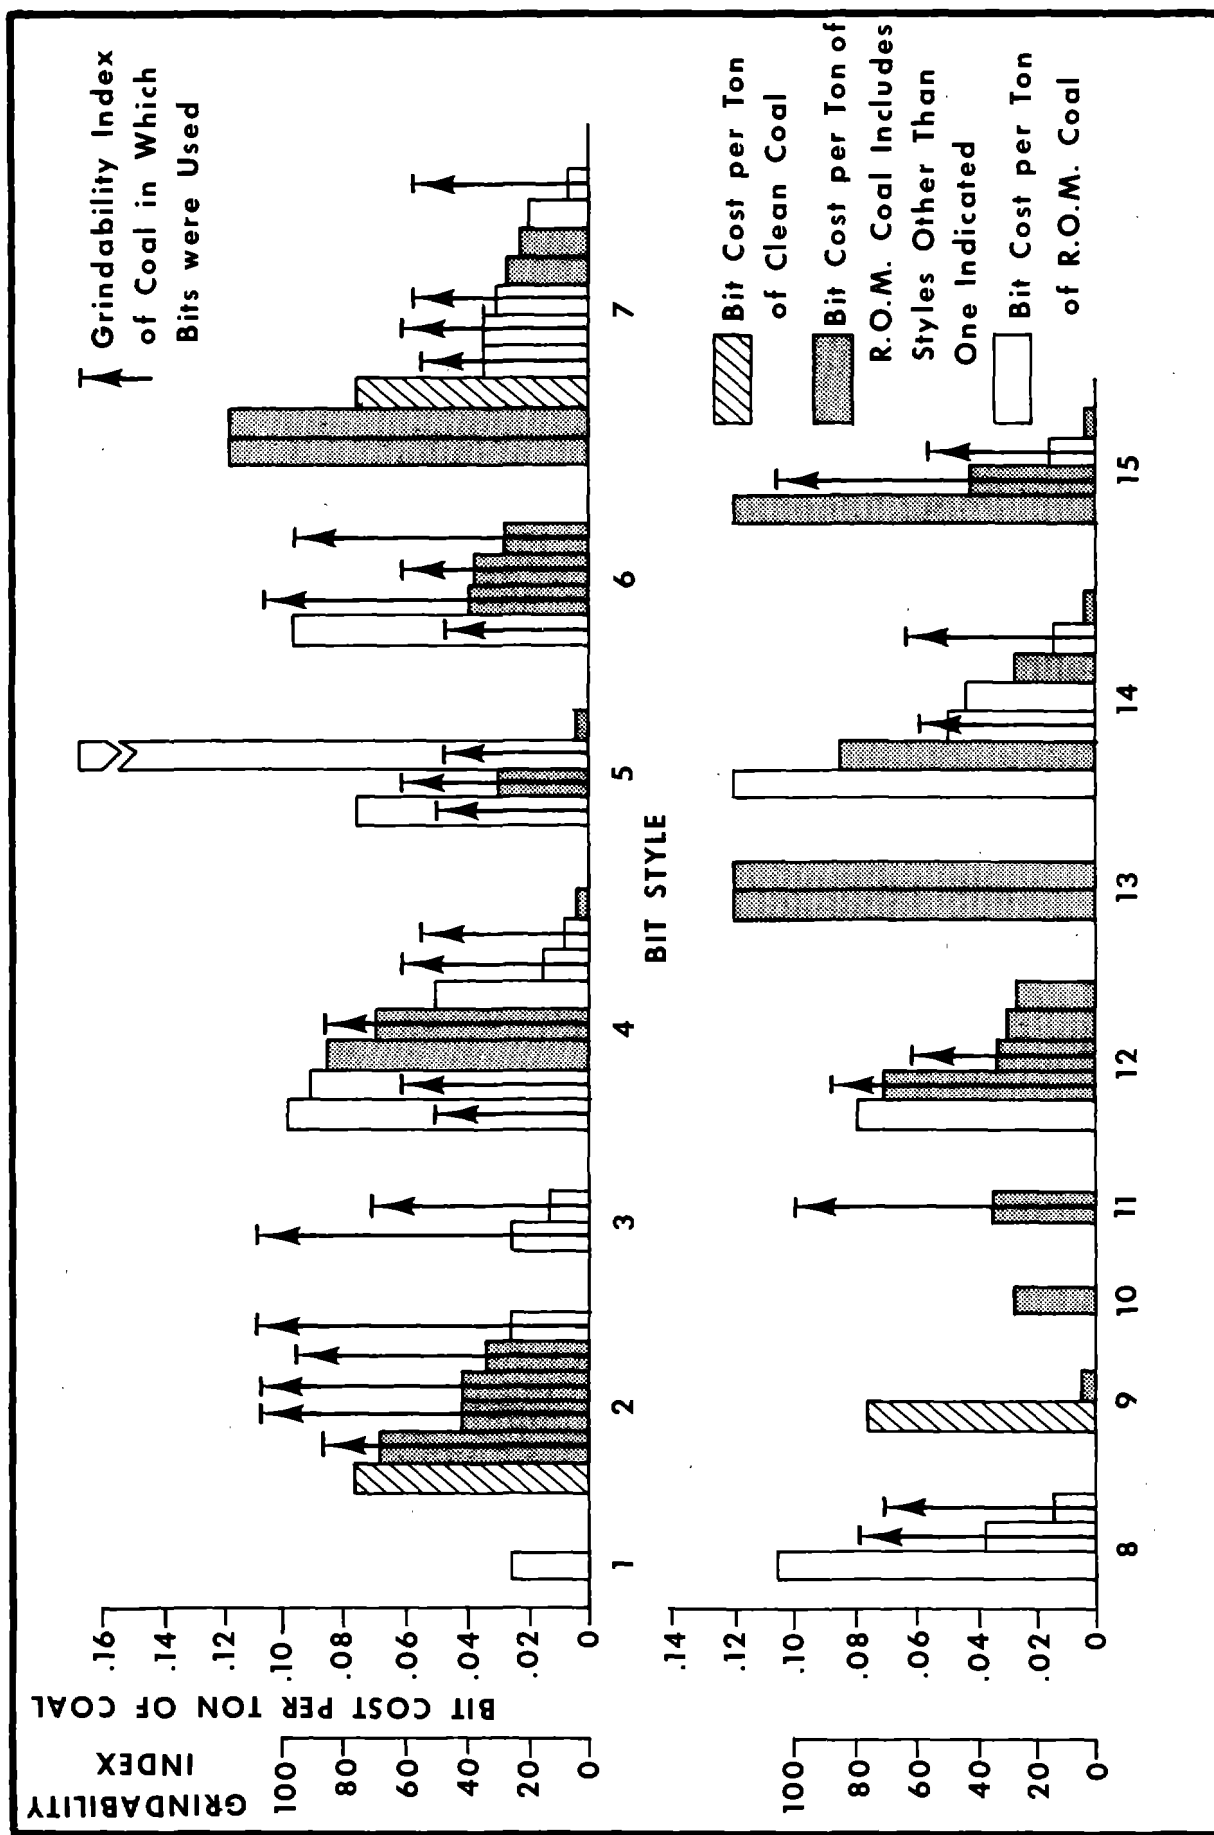 GRINDABILITY
INDEX
BIT COST PER TON OF COAL
100
80
60
40
20
0
.16
.14
.12
.10
.08
.06
.04
.02
0
1
2
3
4
5
6
7
Grindability Index
of Coal in Which
Bits were Used
BIT STYLE
100
80
60
40
20
0
.14
.12
.10
.08
.06
.04
.02
0
8
9
10
11
12
13
14
15
Bit Cost per Ton
of Clean Coal
Bit Cost per Ton of
R.O.M. Coal Includes
Styles Other Than
One Indicated
Bit Cost per Ton
of R.O.M. Coal